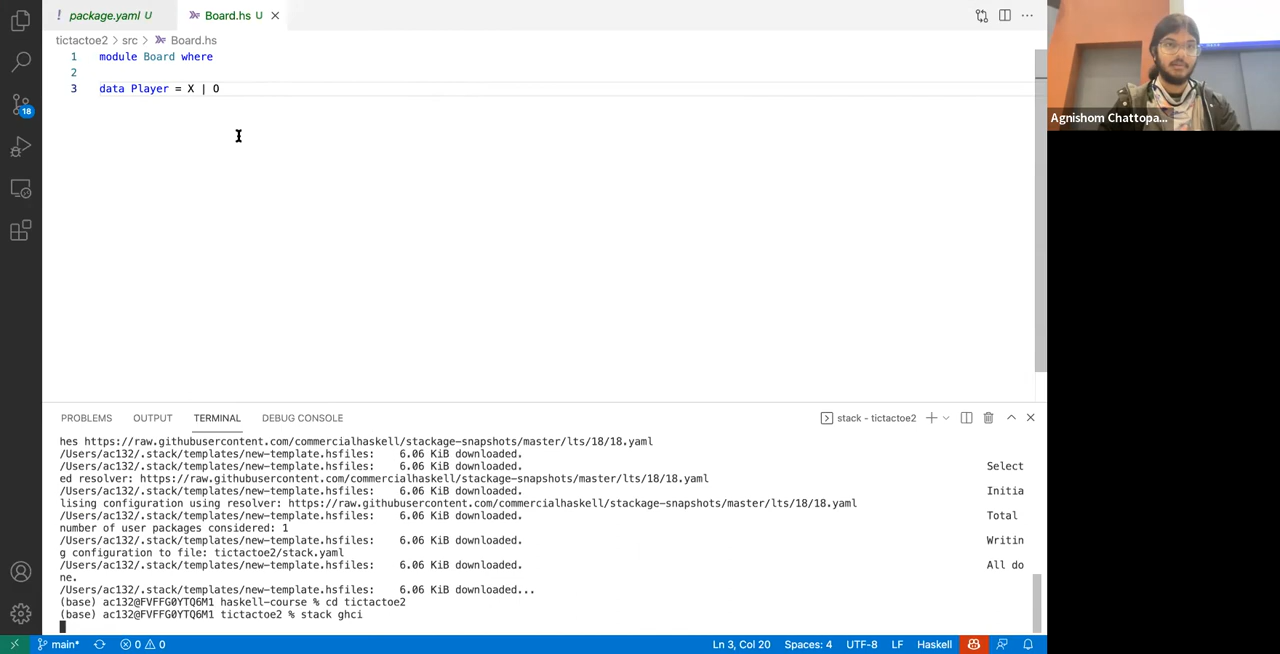 package.yaml U
Board.hs U
tictactoe2 > src > Board.hs
1 module Board where
2
3 data Player = X | O
18
Agnishom Chattopa...
PROBLEMS OUTPUT TERMINAL DEBUG CONSOLE
stack - tictactoe2
hes https://raw.githubusercontent.com/commercialhaskell/stackage-snapshots/master/lts/18/18.yaml
/Users/ac132/.stack/templates/new-template.hsfiles: 6.06 KiB downloaded.
/Users/ac132/.stack/templates/new-template.hsfiles: 6.06 KiB downloaded. Select
ed resolver: https://raw.githubusercontent.com/commercialhaskell/stackage-snapshots/master/lts/18/18.yaml
/Users/ac132/.stack/templates/new-template.hsfiles: 6.06 KiB downloaded. Initia
lising configuration using resolver: https://raw.githubusercontent.com/commercialhaskell/stackage-snapshots/master/lts/18/18.yaml
/Users/ac132/.stack/templates/new-template.hsfiles: 6.06 KiB downloaded. Total
number of user packages considered: 1
/Users/ac132/.stack/templates/new-template.hsfiles: 6.06 KiB downloaded. Writin
g configuration to file: tictactoe2/stack.yaml
/Users/ac132/.stack/templates/new-template.hsfiles: 6.06 KiB downloaded. All do
ne.
/Users/ac132/.stack/templates/new-template.hsfiles: 6.06 KiB downloaded...
(base) ac132@FVFFG0YTQ6M1 haskell-course % cd tictactoe2
(base) ac132@FVFFG0YTQ6M1 tictactoe2 % stack ghci
main* 0 0 Ln 3, Col 20 Spaces: 4 UTF-8 LF Haskell